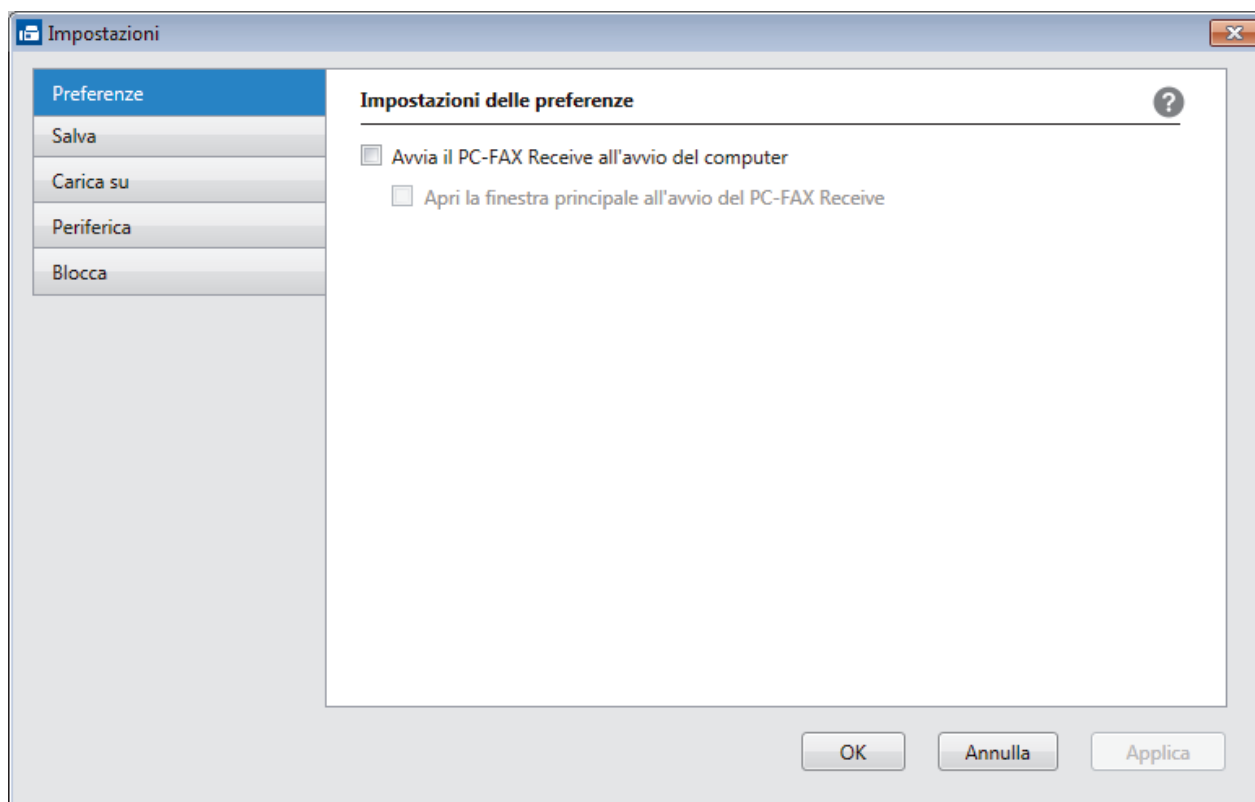 Impostazioni
Preferenze
Salva
Carica su
Periferica
Blocca
Impostazioni delle preferenze
?
Avvia il PC-FAX Receive all'avvio del computer
Apri la finestra principale all'avvio del PC-FAX Receive
OK
Annulla
Applica